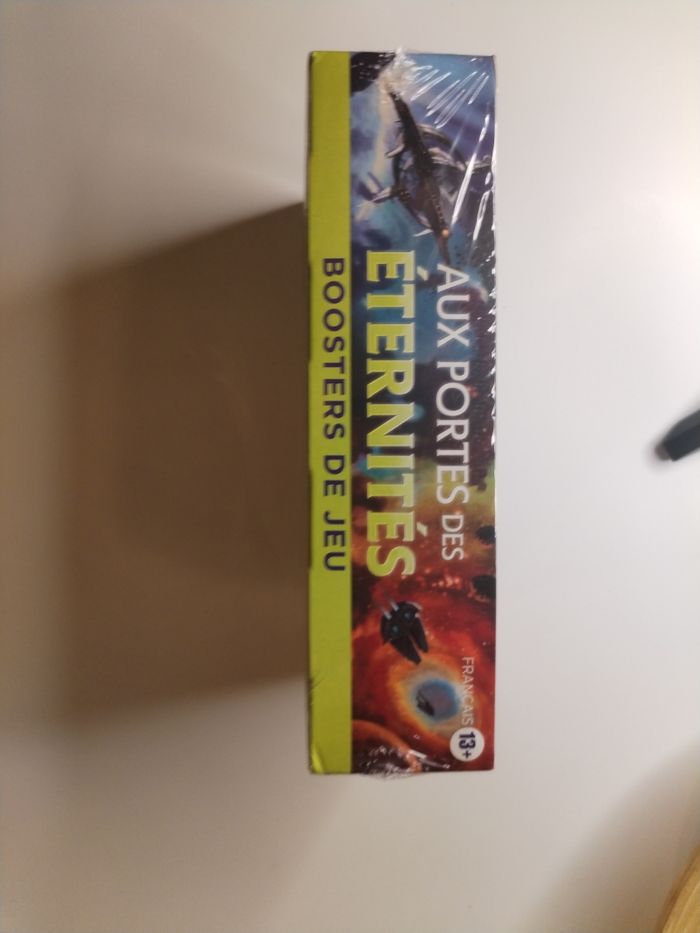 AUX PORTES DES
ÉTERNITÉS
BOOSTERS DE JEU
FRANÇAIS
13+